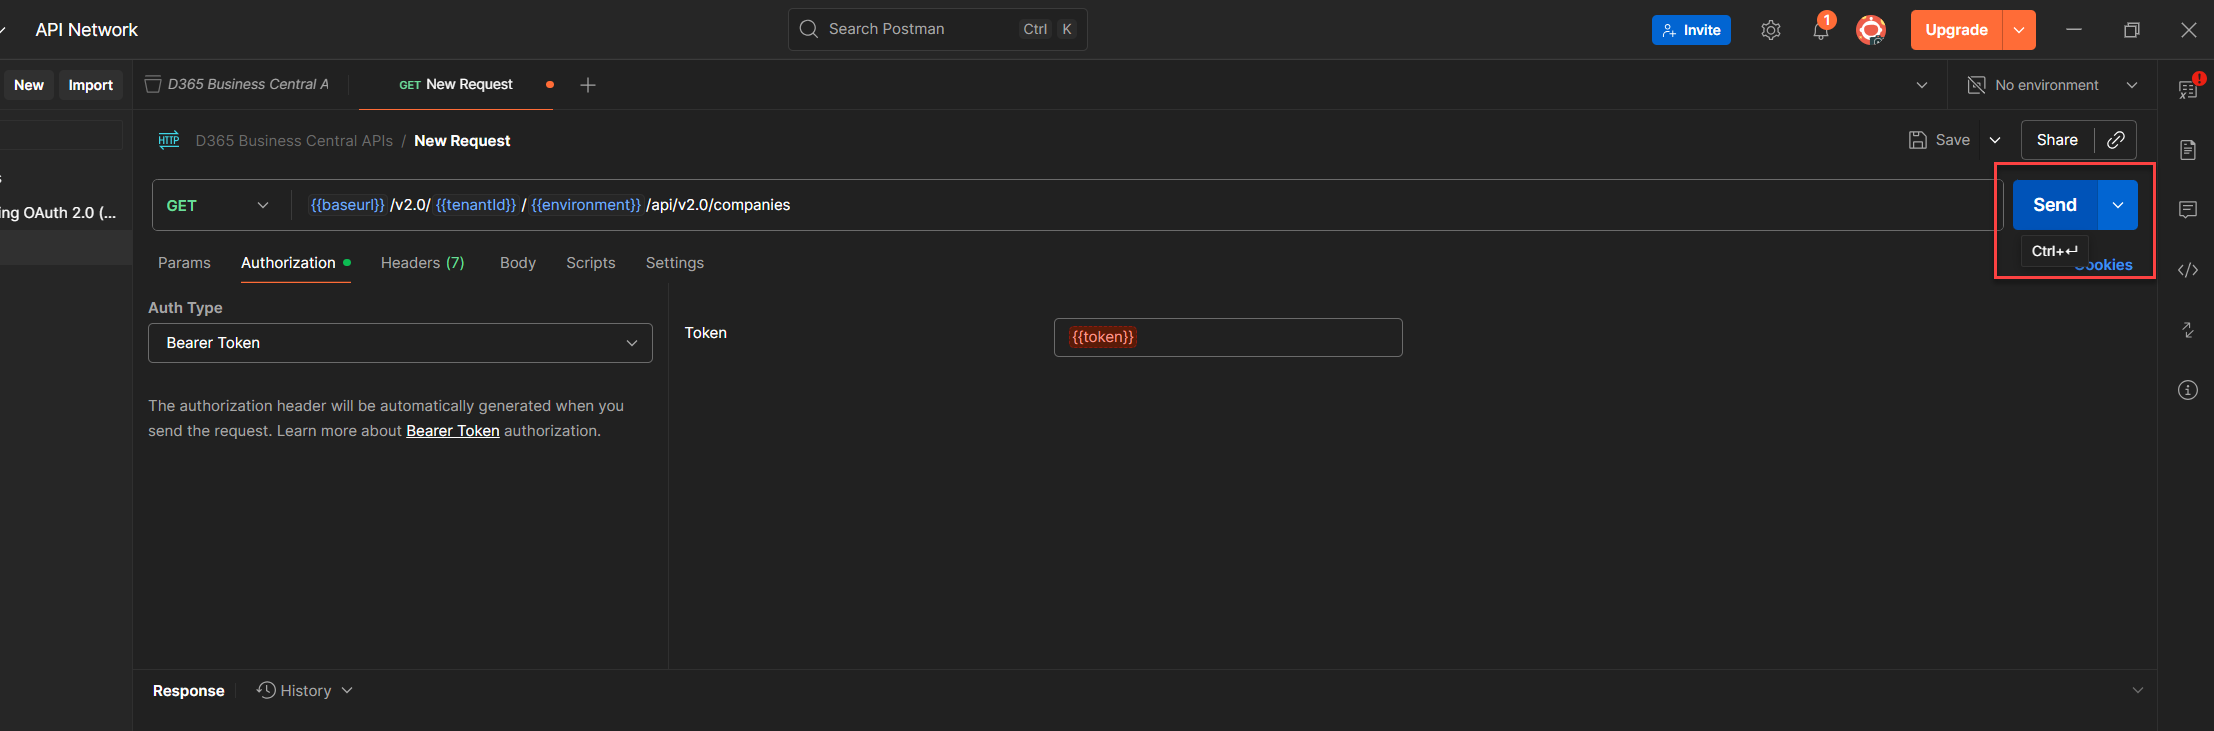 API Network
Search Postman Ctrl K
Invite
1
Upgrade
New Import
D365 Business Central A
GET New Request
No environment
HTTP D365 Business Central APIs / New Request
Save
Share
s
ing OAuth 2.0 (...
GET
{{baseurl}} /v2.0/ {{tenantId}} / {{environment}} /api/v2.0/companies
Send
Ctrl+↵
Cookies
Params Authorization Headers (7) Body Scripts Settings
Auth Type
Bearer Token
Token
{{token}}
The authorization header will be automatically generated when you
send the request. Learn more about Bearer Token authorization.
Response History